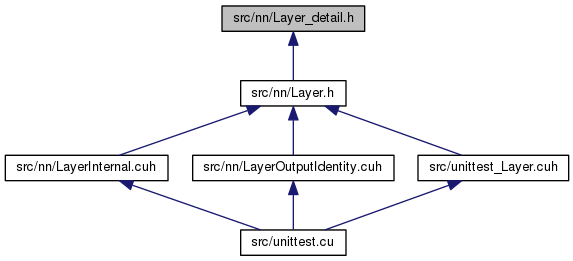 src/nn/Layer_detail.h
src/nn/Layer.h
src/nn/LayerInternal.cuh
src/nn/LayerOutputIdentity.cuh
src/unittest_Layer.cuh
src/unittest.cu